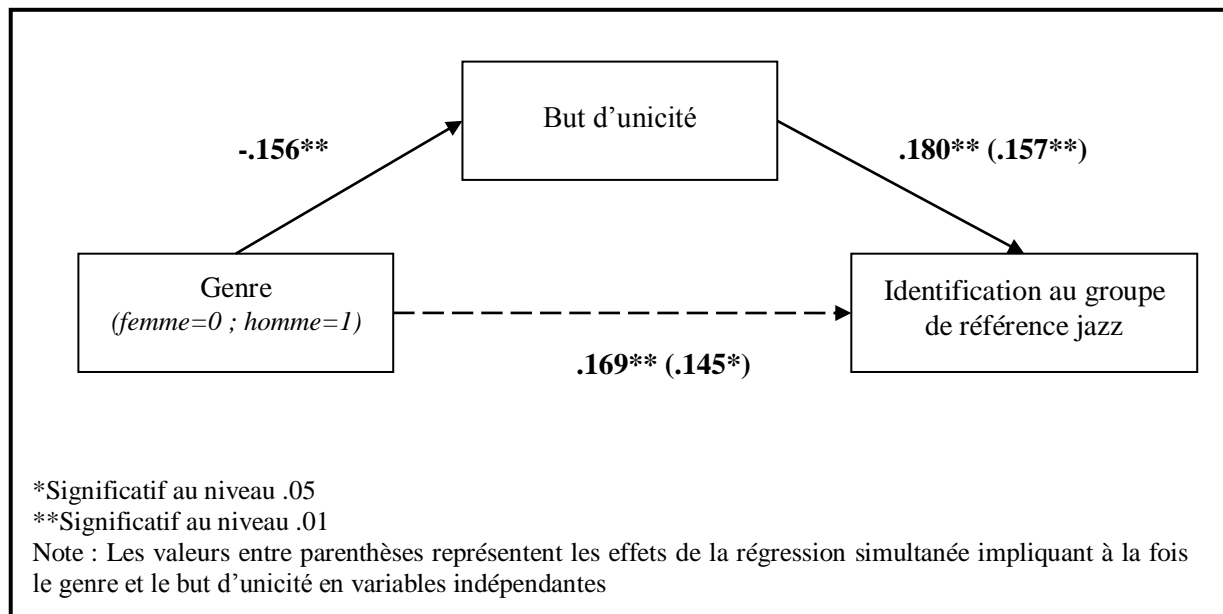 But d'unicité
-.156**
.180** (.157**)
Genre
(femme=0 ; homme=1)
Identification au groupe
de référence jazz
.169** (.145*)
*Significatif au niveau .05
**Significatif au niveau .01
Note : Les valeurs entre parenthèses représentent les effets de la régression simultanée impliquant à la fois
le genre et le but d'unicité en variables indépendantes